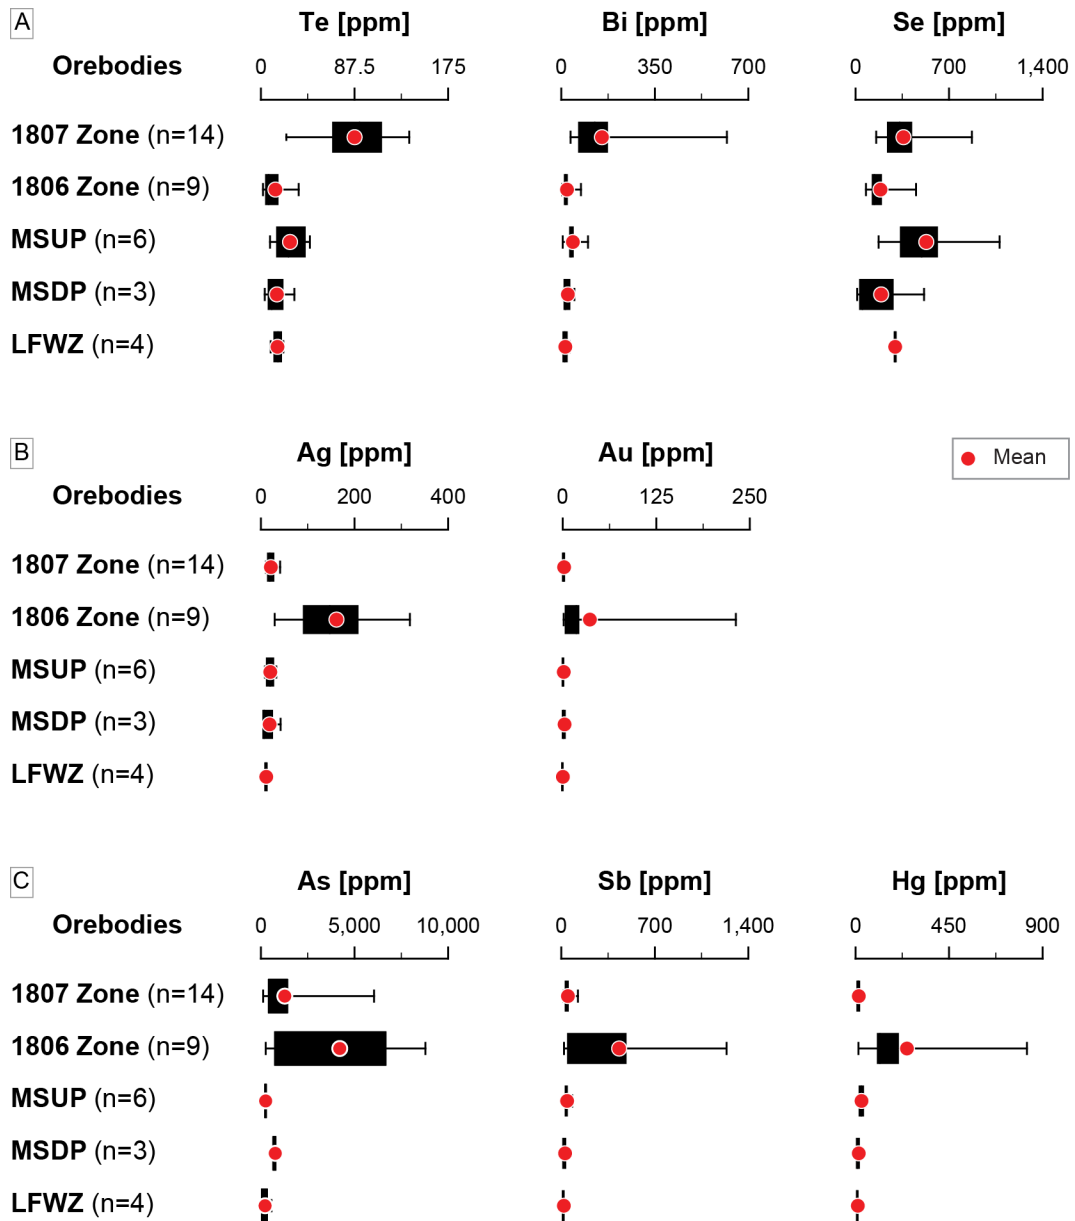 A
Te [ppm] Bi [ppm] Se [ppm]
Orebodies 0 87.5 175 0 350 700 0 700 1,400
1807 Zone (n=14)
1806 Zone (n=9)
MSUP (n=6)
MSDP (n=3)
LFWZ (n=4)
B
Ag [ppm] Au [ppm]
Mean
Orebodies 0 200 400 0 125 250
1807 Zone (n=14)
1806 Zone (n=9)
MSUP (n=6)
MSDP (n=3)
LFWZ (n=4)
C
As [ppm] Sb [ppm] Hg [ppm]
Orebodies 0 5,000 10,000 0 700 1,400 0 450 900
1807 Zone (n=14)
1806 Zone (n=9)
MSUP (n=6)
MSDP (n=3)
LFWZ (n=4)